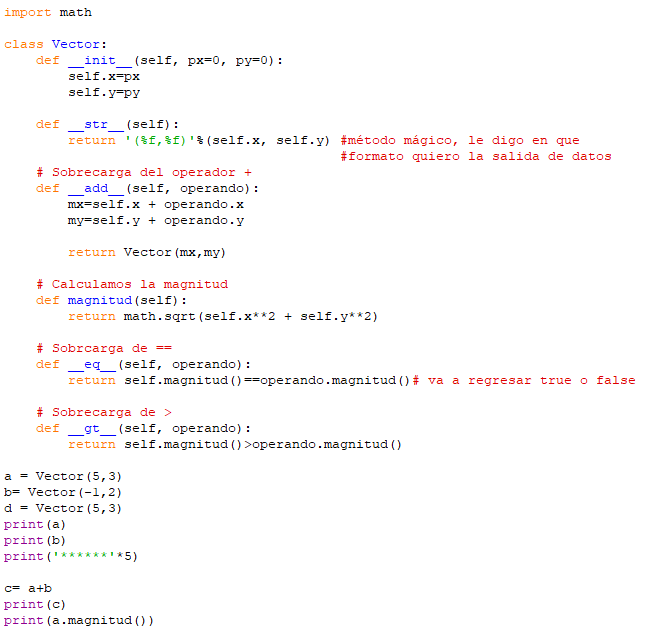 import math
class Vector:
def __init__(self, px=0, py=0):
self.x=px
self.y=py
def __str__(self):
return '(%f,%f)'%(self.x, self.y) #método mágico, le digo en que
#formato quiero la salida de datos
# Sobrecarga del operador +
def __add__(self, operando):
mx=self.x + operando.x
my=self.y + operando.y
return Vector(mx,my)
# Calculamos la magnitud
def magnitud(self):
return math.sqrt(self.x**2 + self.y**2)
# Sobrcarga de ==
def __eq__(self, operando):
return self.magnitud()==operando.magnitud()# va a regresar true o false
# Sobrecarga de >
def __gt__(self, operando):
return self.magnitud()>operando.magnitud()
a = Vector(5,3)
b= Vector(-1,2)
d = Vector(5,3)
print(a)
print(b)
print('******'*5)
c= a+b
print(c)
print(a.magnitud())